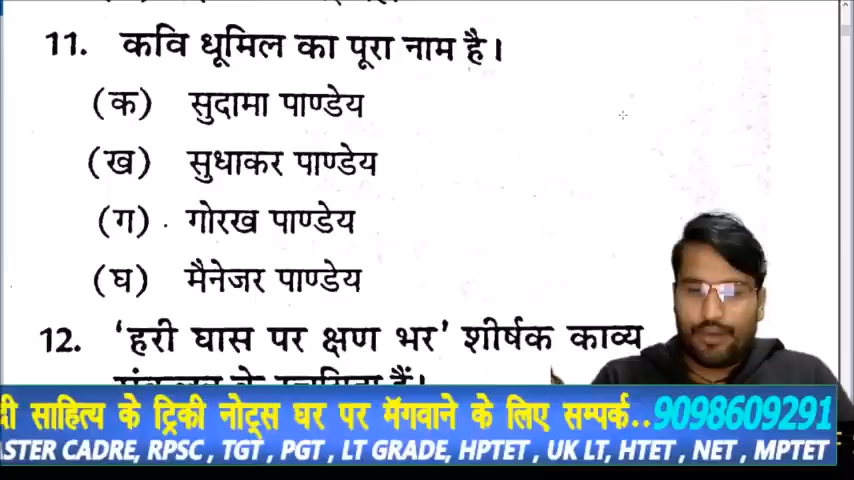 11. कवि धूमिल का पूरा नाम है।
(क) सुदामा पाण्डेय
(ख) सुधाकर पाण्डेय
(ग) गोरख पाण्डेय
(घ) मैनेजर पाण्डेय
12. 'हरी घास पर क्षण भर' शीर्षक काव्य
दी साहित्य के ट्रिकी नोट्स घर पर मॅगवाने के लिए सम्पर्क..9098609291
ASTER CADRE, RPSC , TGT , PGT , LT GRADE, HPTET , UK LT, HTET , NET , MPTET